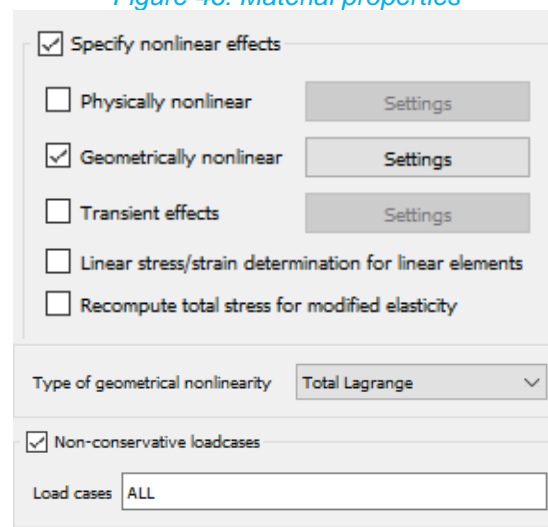 Figure 48: Material properties
Specify nonlinear effects
Physically nonlinear Settings
Geometrically nonlinear Settings
Transient effects Settings
Linear stress/strain determination for linear elements
Recompute total stress for modified elasticity
Type of geometrical nonlinearity Total Lagrange
Non-conservative loadcases
Load cases ALL